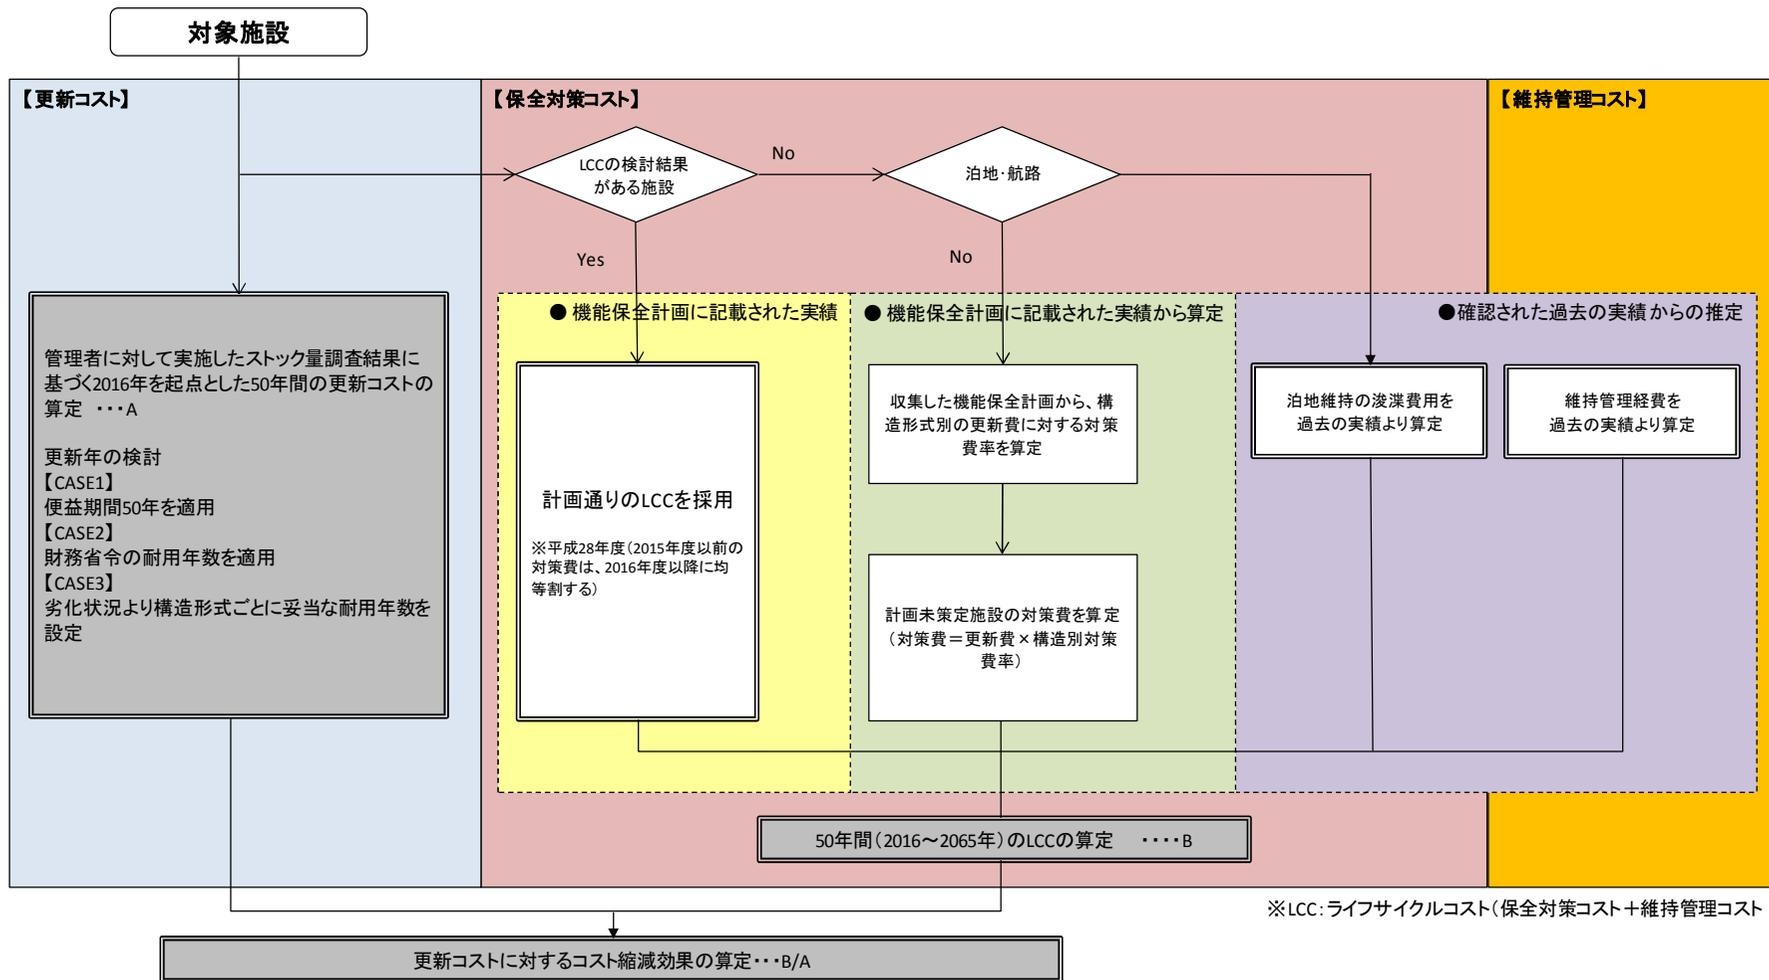 対象施設
【更新コスト】
【保全対策コスト】
【維持管理コスト】
LCCの検討結果
がある施設
No
泊地・航路
Yes
No
● 機能保全計画に記載された実績
● 機能保全計画に記載された実績から算定
●確認された過去の実績からの推定
管理者に対して実施したストック量調査結果に
基づく2016年を起点とした50年間の更新コストの
算定 ・・・A
更新年の検討
【CASE1】
便益期間50年を適用
【CASE2】
財務省令の耐用年数を適用
【CASE3】
劣化状況より構造形式ごとに妥当な耐用年数を
設定
計画通りのLCCを採用
※平成28年度(2015年度以前の
対策費は、2016年度以降に均
等割する)
収集した機能保全計画から、構
造形式別の更新費に対する対策
費率を算定
計画未策定施設の対策費を算定
(対策費=更新費×構造別対策
費率)
泊地維持の浚渫費用を
過去の実績より算定
維持管理経費を
過去の実績より算定
50年間(2016～2065年)のLCCの算定 ・・・・B
※LCC:ライフサイクルコスト(保全対策コスト+維持管理コスト
更新コストに対するコスト縮減効果の算定・・・B/A